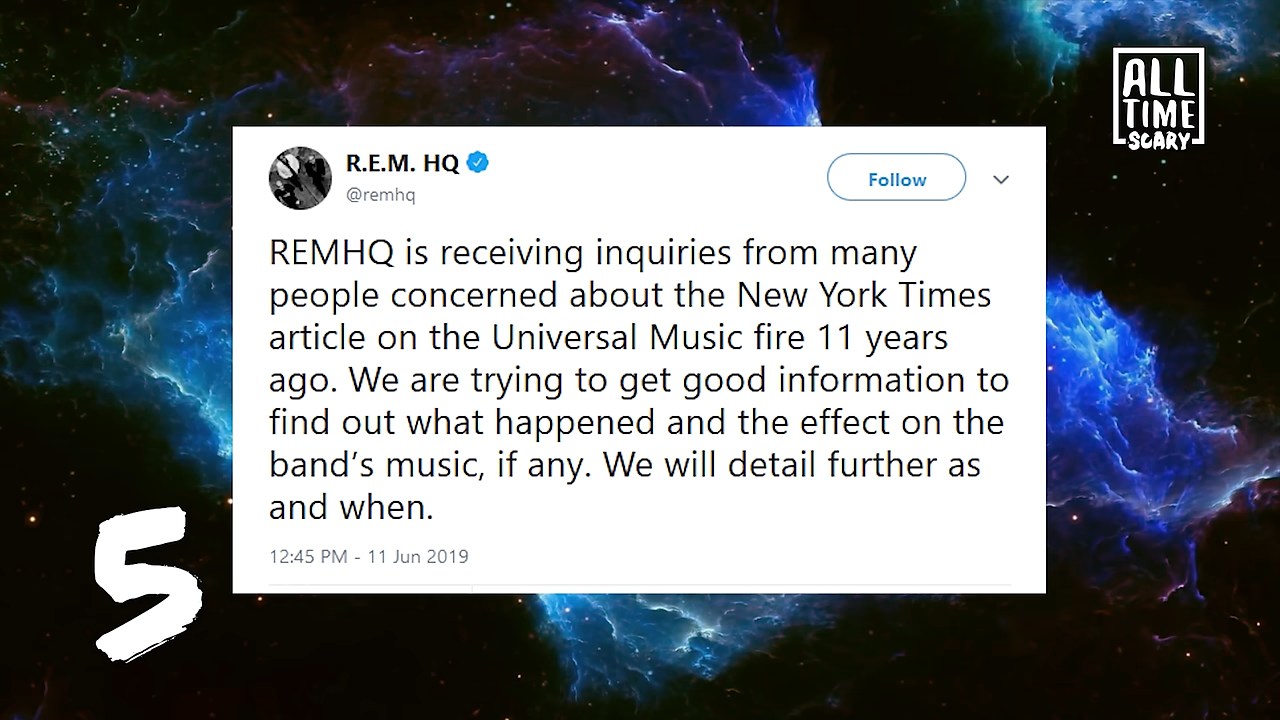 ALL
TIME
SCARY
R.E.M. HQ
@remhq
Follow
REMHQ is receiving inquiries from many
people concerned about the New York Times
article on the Universal Music fire 11 years
ago. We are trying to get good information to
find out what happened and the effect on the
band’s music, if any. We will detail further as
and when.
12:45 PM - 11 Jun 2019
5